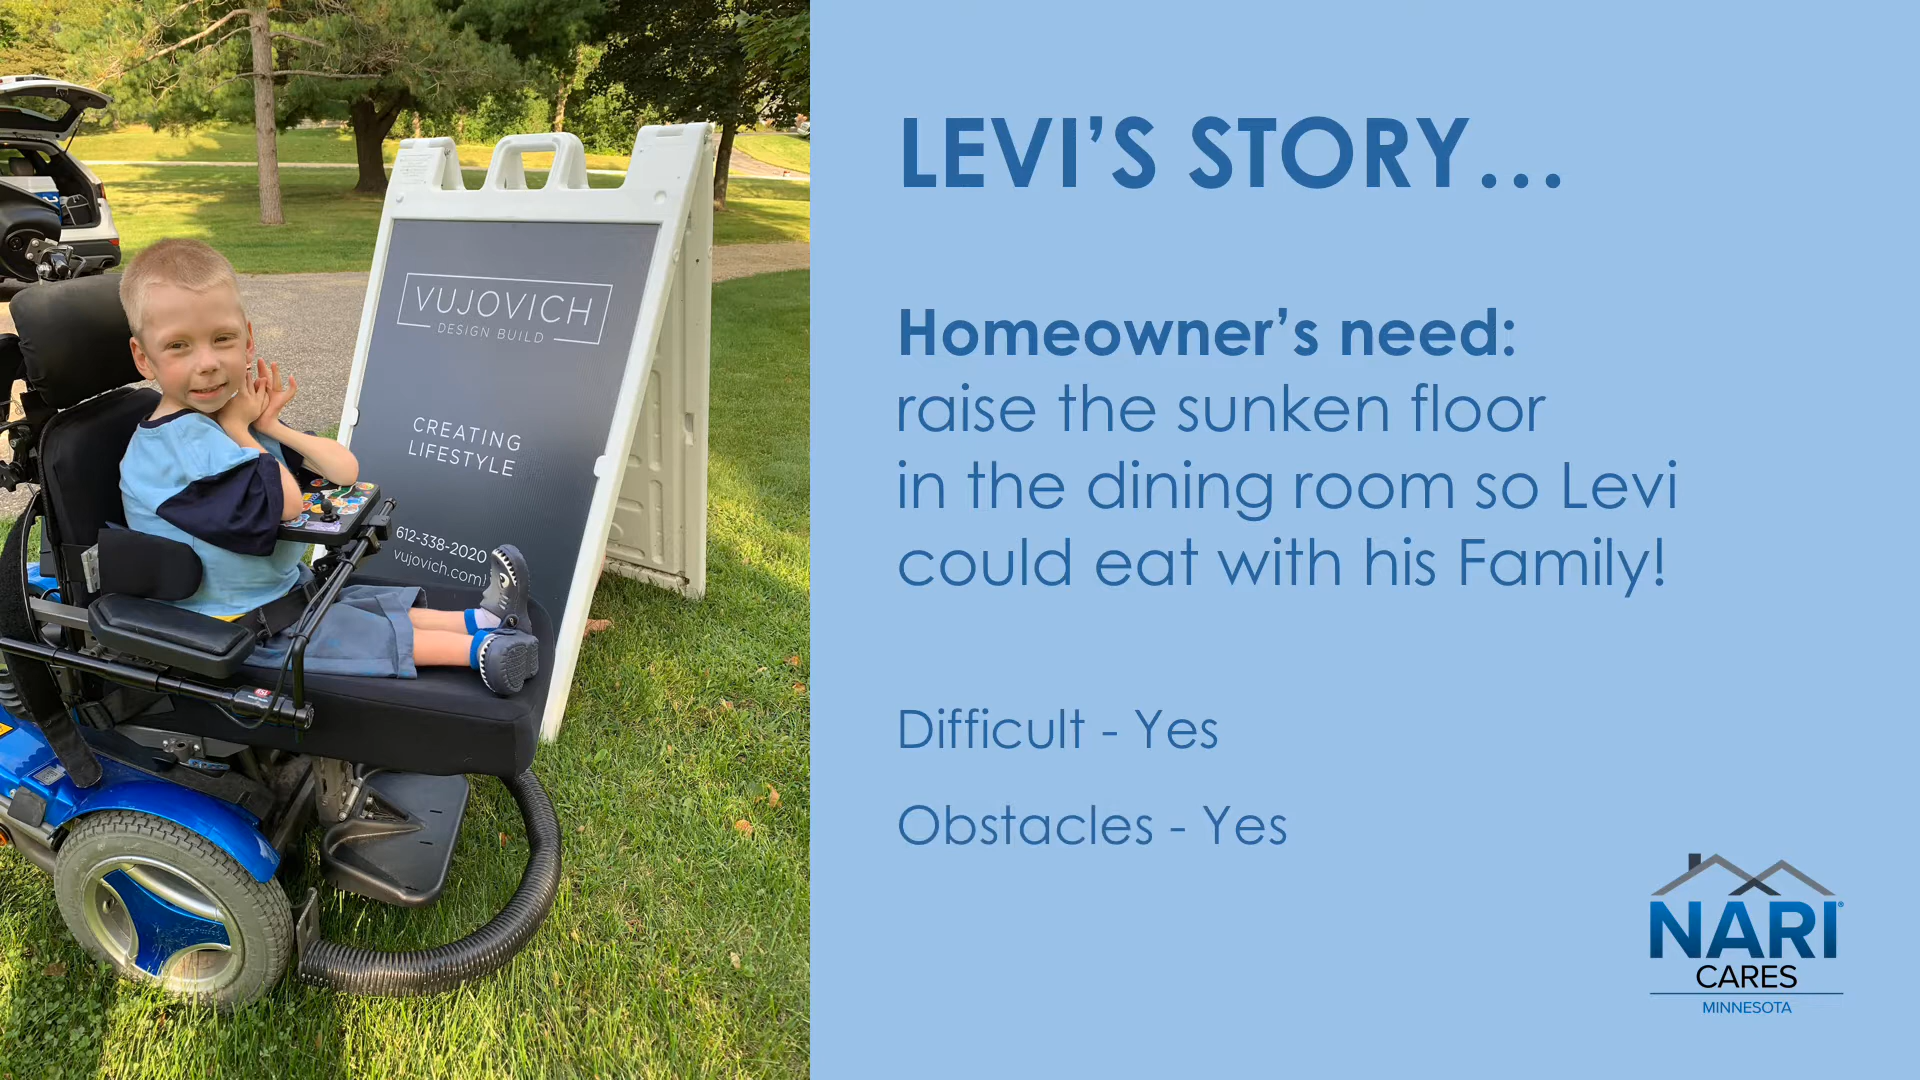 VUJOVICH
DESIGN BUILD
CREATING
LIFESTYLE
612-338-2020
vujovich.com
LEVI’S STORY…
Homeowner’s need:
raise the sunken floor
in the dining room so Levi
could eat with his Family!
Difficult - Yes
Obstacles - Yes
NARI®
CARES
MINNESOTA